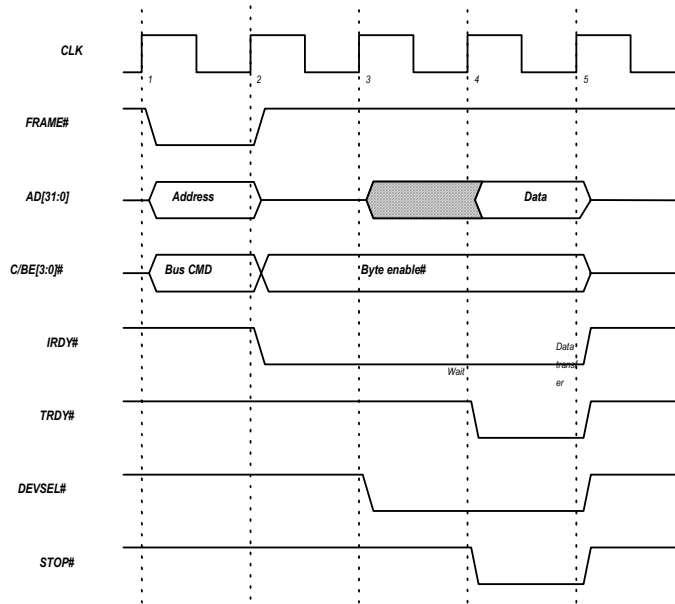 CLK
1 2 3 4 5
FRAME#
AD[31:0] Address Data
C/BE[3:0]# Bus CMD Byte enable#
IRDY#
Data
Wait transf
er
TRDY#
DEVSEL#
STOP#